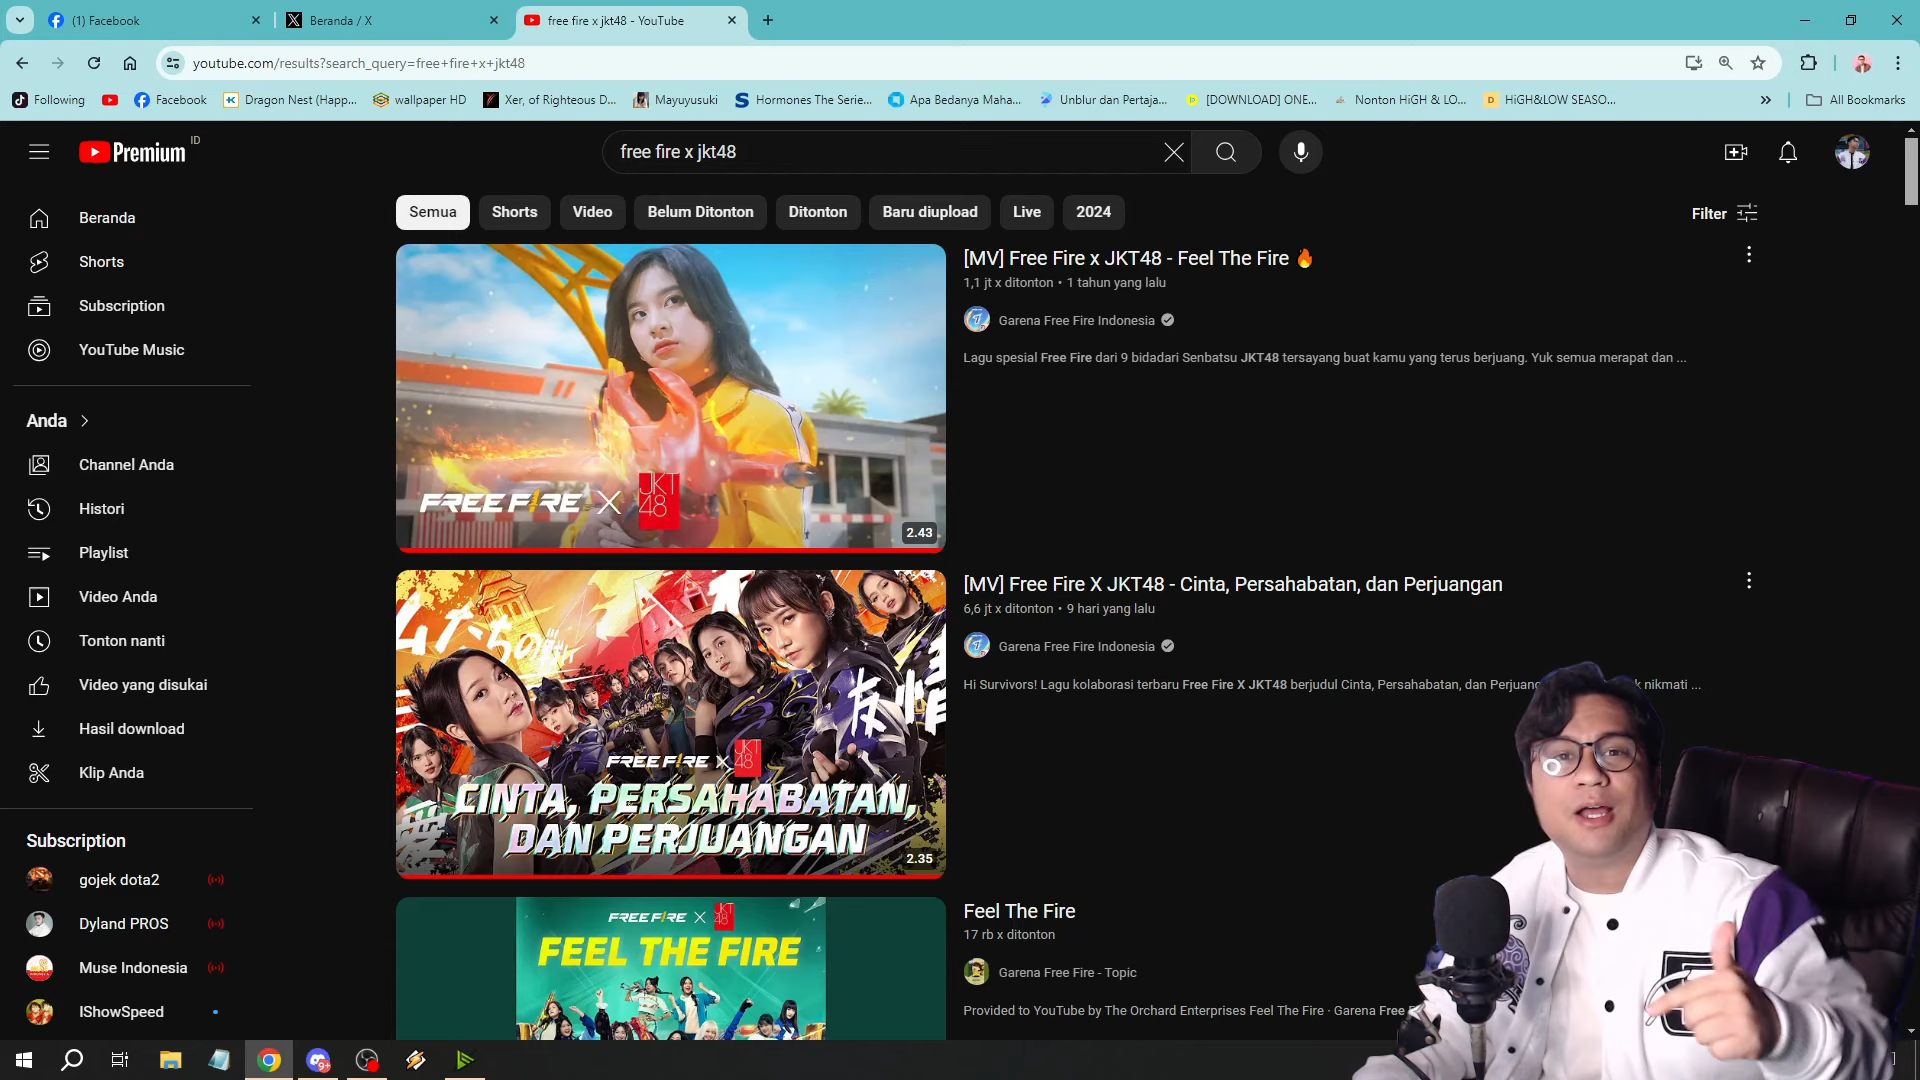 (1) Facebook
Beranda / X
free fire x jkt48 - YouTube
youtube.com/results?search_query=free+fire+x+jkt48
Following
Facebook
Dragon Nest (Happ...
wallpaper HD
Xer, of Righteous D...
Mayuyusuki
Hormones The Serie...
Apa Bedanya Maha...
Unblur dan Pertaja...
[DOWNLOAD] ONE...
Nonton HiGH & LO...
HiGH&LOW SEASO...
All Bookmarks
Premium ID
free fire x jkt48
Semua
Shorts
Video
Belum Ditonton
Ditonton
Baru diupload
Live
2024
Filter
Beranda
Shorts
Subscription
YouTube Music
Anda
Channel Anda
Histori
Playlist
Video Anda
Tonton nanti
Video yang disukai
Hasil download
Klip Anda
Subscription
gojek dota2
Dyland PROS
Muse Indonesia
IShowSpeed
FREE FIRE X JKT 48
2.43
[MV] Free Fire x JKT48 - Feel The Fire 🔥
1,1 jt x ditonton • 1 tahun yang lalu
Garena Free Fire Indonesia
Lagu spesial Free Fire dari 9 bidadari Senbatsu JKT48 tersayang buat kamu yang terus berjuang. Yuk semua merapat dan ...
FREE FIRE X JKT 48
CINTA, PERSAHABATAN,
DAN PERJUANGAN
2.35
[MV] Free Fire X JKT48 - Cinta, Persahabatan, dan Perjuangan
6,6 jt x ditonton • 9 hari yang lalu
Garena Free Fire Indonesia
Hi Survivors! Lagu kolaborasi terbaru Free Fire X JKT48 berjudul Cinta, Persahabatan, dan nikmati ...
FREE FIRE X JKT 48
FEEL THE FIRE
Feel The Fire
17 rb x ditonton
Garena Free Fire - Topic
Provided to YouTube by The Orchard Enterprises Feel The Fire · Garena Free
9+